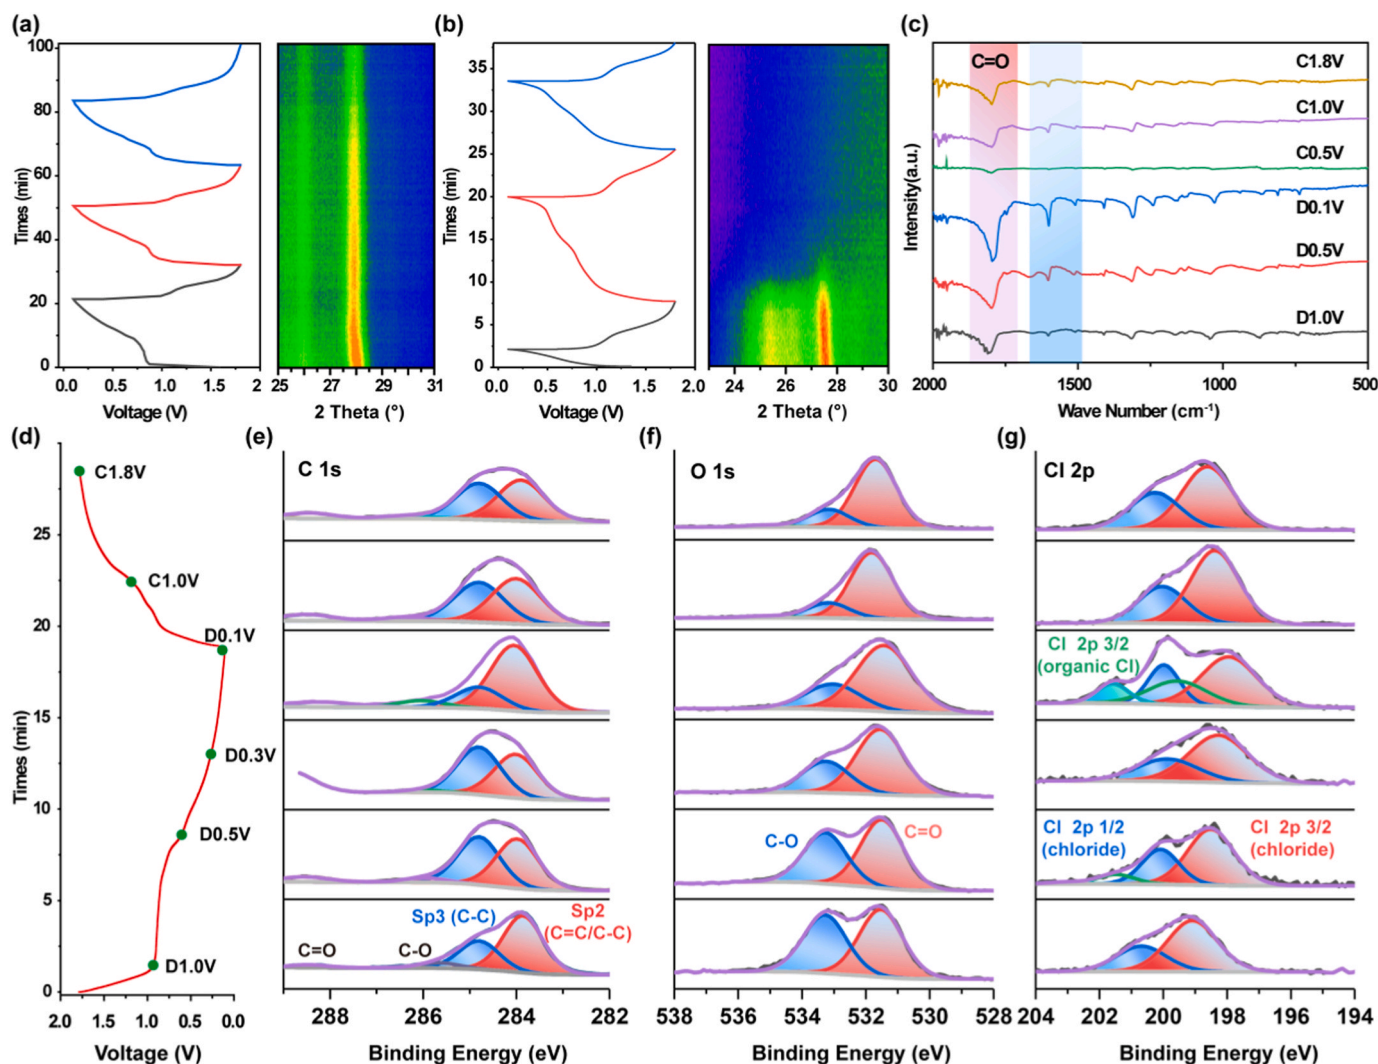 (a)
100
80
60
40
20
0
Times (min)
0.0 0.5 1.0 1.5 2
Voltage (V)
25 27 29 31
2 Theta (°)
(b)
35
30
25
20
15
10
5
0
Times (min)
0.0 0.5 1.0 1.5 2.0
Voltage (V)
24 26 28 30
2 Theta (°)
(c)
C=O
C1.8V
C1.0V
C0.5V
D0.1V
D0.5V
D1.0V
Intensity(a.u.)
2000 1500 1000 500
Wave Number (cm⁻¹)
(d)
C1.8V
25
C1.0V
20
D0.1V
15
D0.3V
10
D0.5V
5
D1.0V
0
Times (min)
2.0 1.5 1.0 0.5 0.0
Voltage (V)
(e)
C 1s
Sp3 (C-C)
Sp2
(C=C/C-C)
C=O
C-O
288 286 284 282
Binding Energy (eV)
(f)
O 1s
C-O
C=O
538 536 534 532 530 528
Binding Energy (eV)
(g)
Cl 2p
Cl 2p 3/2
(organic Cl)
Cl 2p 1/2
(chloride)
Cl 2p 3/2
(chloride)
204 202 200 198 196 194
Binding Energy (eV)